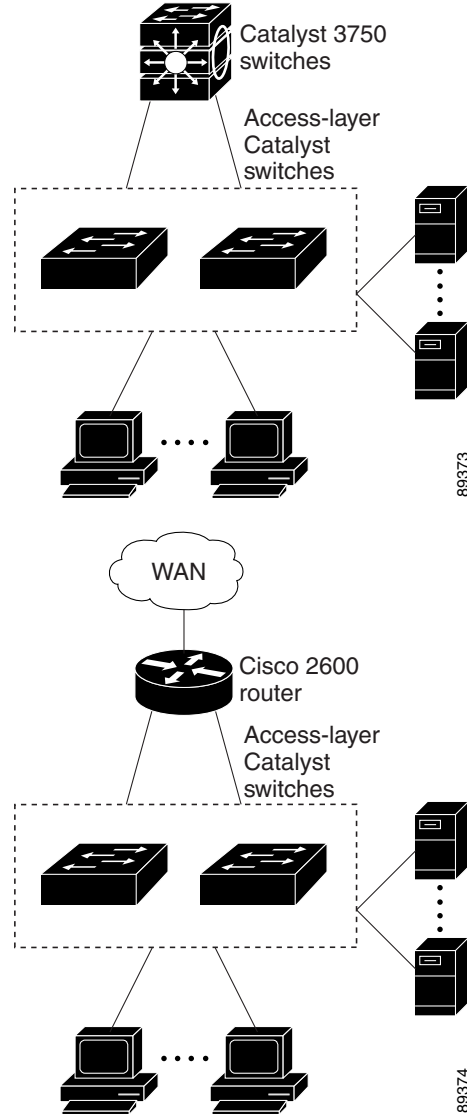 Catalyst 3750
switches
Access-layer
Catalyst
switches
89373
WAN
Cisco 2600
router
Access-layer
Catalyst
switches
89374